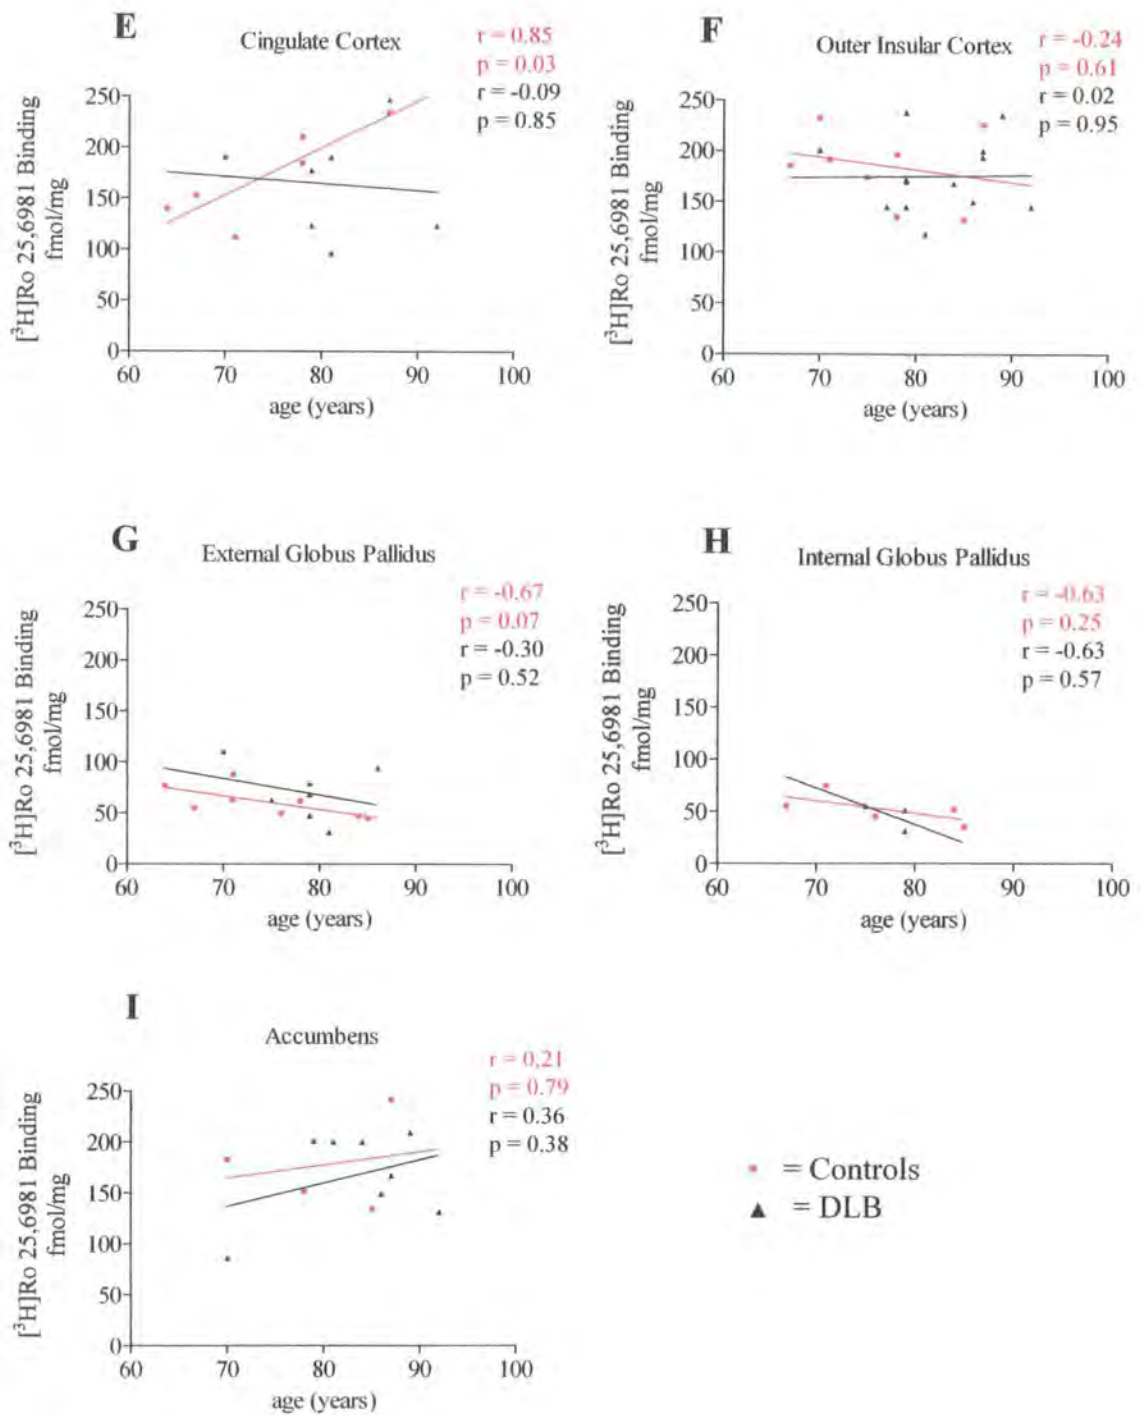 E
Cingulate Cortex
r = 0.85
p = 0.03
r = -0.09
p = 0.85
[³H]Ro 25,6981 Binding
fmol/mg
250
200
150
100
50
0
60 70 80 90 100
age (years)
F
Outer Insular Cortex
r = -0.24
p = 0.61
r = 0.02
p = 0.95
[³H]Ro 25,6981 Binding
fmol/mg
250
200
150
100
50
0
60 70 80 90 100
age (years)
G
External Globus Pallidus
r = -0.67
p = 0.07
r = -0.30
p = 0.52
[³H]Ro 25,6981 Binding
fmol/mg
250
200
150
100
50
0
60 70 80 90 100
age (years)
H
Internal Globus Pallidus
r = -0.63
p = 0.25
r = -0.63
p = 0.57
[³H]Ro 25,6981 Binding
fmol/mg
250
200
150
100
50
0
60 70 80 90 100
age (years)
I
Accumbens
r = 0,21
p = 0.79
r = 0.36
p = 0.38
[³H]Ro 25,6981 Binding
fmol/mg
250
200
150
100
50
0
60 70 80 90 100
age (years)
= Controls
= DLB